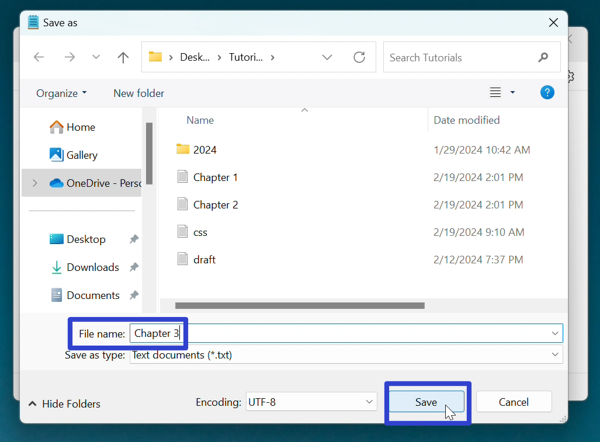 Save as
Desk... Tutori...
Search Tutorials
Organize New folder
Name Date modified
Home
Gallery
OneDrive - Perso
Desktop
Downloads
Documents
2024 1/29/2024 10:42 AM
Chapter 1 2/19/2024 2:01 PM
Chapter 2 2/19/2024 2:01 PM
css 2/19/2024 9:10 AM
draft 2/12/2024 7:37 PM
File name: Chapter 3
Save as type: Text documents (*.txt)
Hide Folders Encoding: UTF-8 Save Cancel